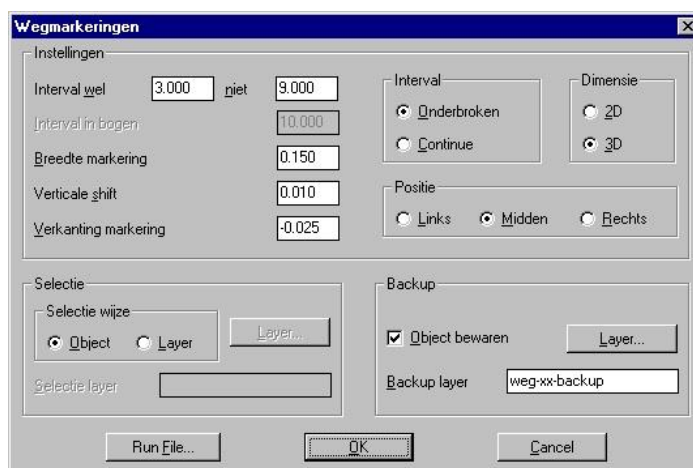 Wegmarkeringen
Instellingen
Interval wel 3.000 niet 9.000
Interval in bogen 10.000
Breedte markering 0.150
Verticale shift 0.010
Verkanting markering -0.025
Interval
Onderbroken
Continue
Dimensie
2D
3D
Positie
Links Midden Rechts
Selectie
Selectie wijze
Object Layer
Layer...
Selectie layer
Backup
Object bewaren Layer...
Backup layer weg-xx-backup
Run File... OK Cancel